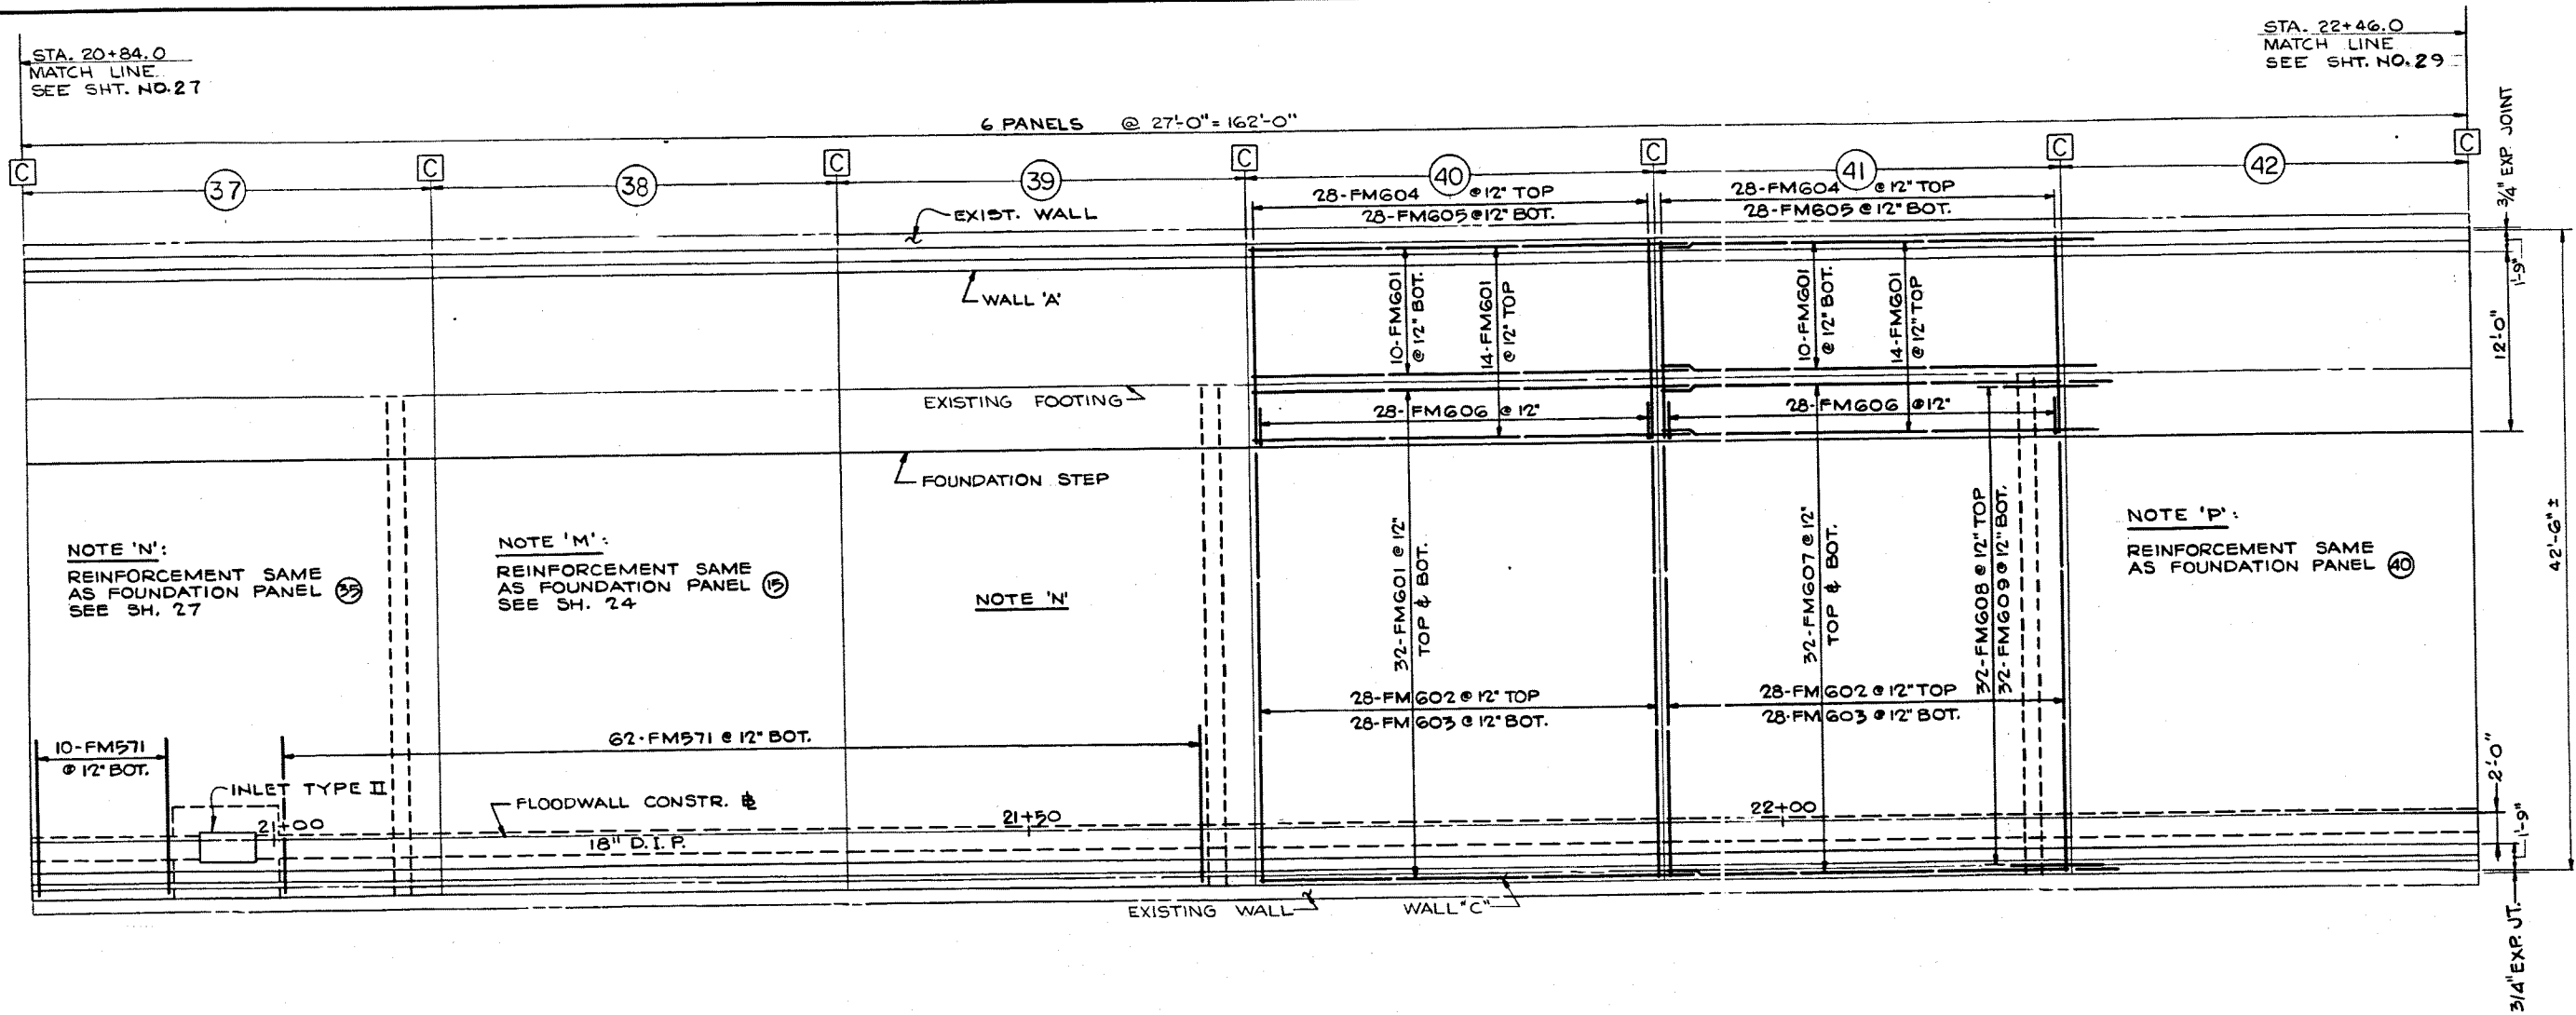 STA. 20+84.0
MATCH LINE
SEE SHT. NO.27
STA. 22+46.0
MATCH LINE
SEE SHT. NO.29
6 PANELS @ 27'-0" = 162'-0"
C
C
C
C
C
C
C
37
38
39
40
41
42
3/4" EXP. JOINT
28-FM604 @ 12" TOP
28-FM605 @ 12" BOT.
28-FM604 @ 12" TOP
28-FM605 @ 12" BOT.
EXIST. WALL
WALL 'A'
10-FM601
@ 12" BOT.
14-FM601
@ 12" TOP
10-FM601
@ 12" BOT.
14-FM601
@ 12" TOP
1'-9"
12'-0"
42'-6" ±
EXISTING FOOTING
28-FM606 @ 12"
28-FM606 @ 12"
FOUNDATION STEP
NOTE 'N':
REINFORCEMENT SAME
AS FOUNDATION PANEL 35
SEE SH. 27
NOTE 'M':
REINFORCEMENT SAME
AS FOUNDATION PANEL 15
SEE SH. 24
NOTE 'N'
32-FM601 @ 12"
TOP & BOT.
32-FM607 @ 12"
TOP & BOT.
32-FM608 @ 12" TOP
32-FM609 @ 12" BOT.
NOTE 'P':
REINFORCEMENT SAME
AS FOUNDATION PANEL 40
28-FM602 @ 12" TOP
28-FM603 @ 12" BOT.
28-FM602 @ 12" TOP
28-FM603 @ 12" BOT.
10-FM571
@ 12" BOT.
62-FM571 @ 12" BOT.
INLET TYPE II
FLOODWALL CONSTR. ℄
21+00
21+50
22+00
18" D.I.P.
2'-0"
1'-9"
EXISTING WALL
WALL "C"
3/4" EXP. JT.